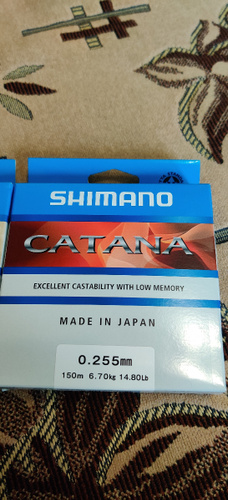 SHIMANO
CATANA
EXCELLENT CASTABILITY WITH LOW MEMORY
MADE IN JAPAN
0.255mm
150m 6.70kg 14.80Lb